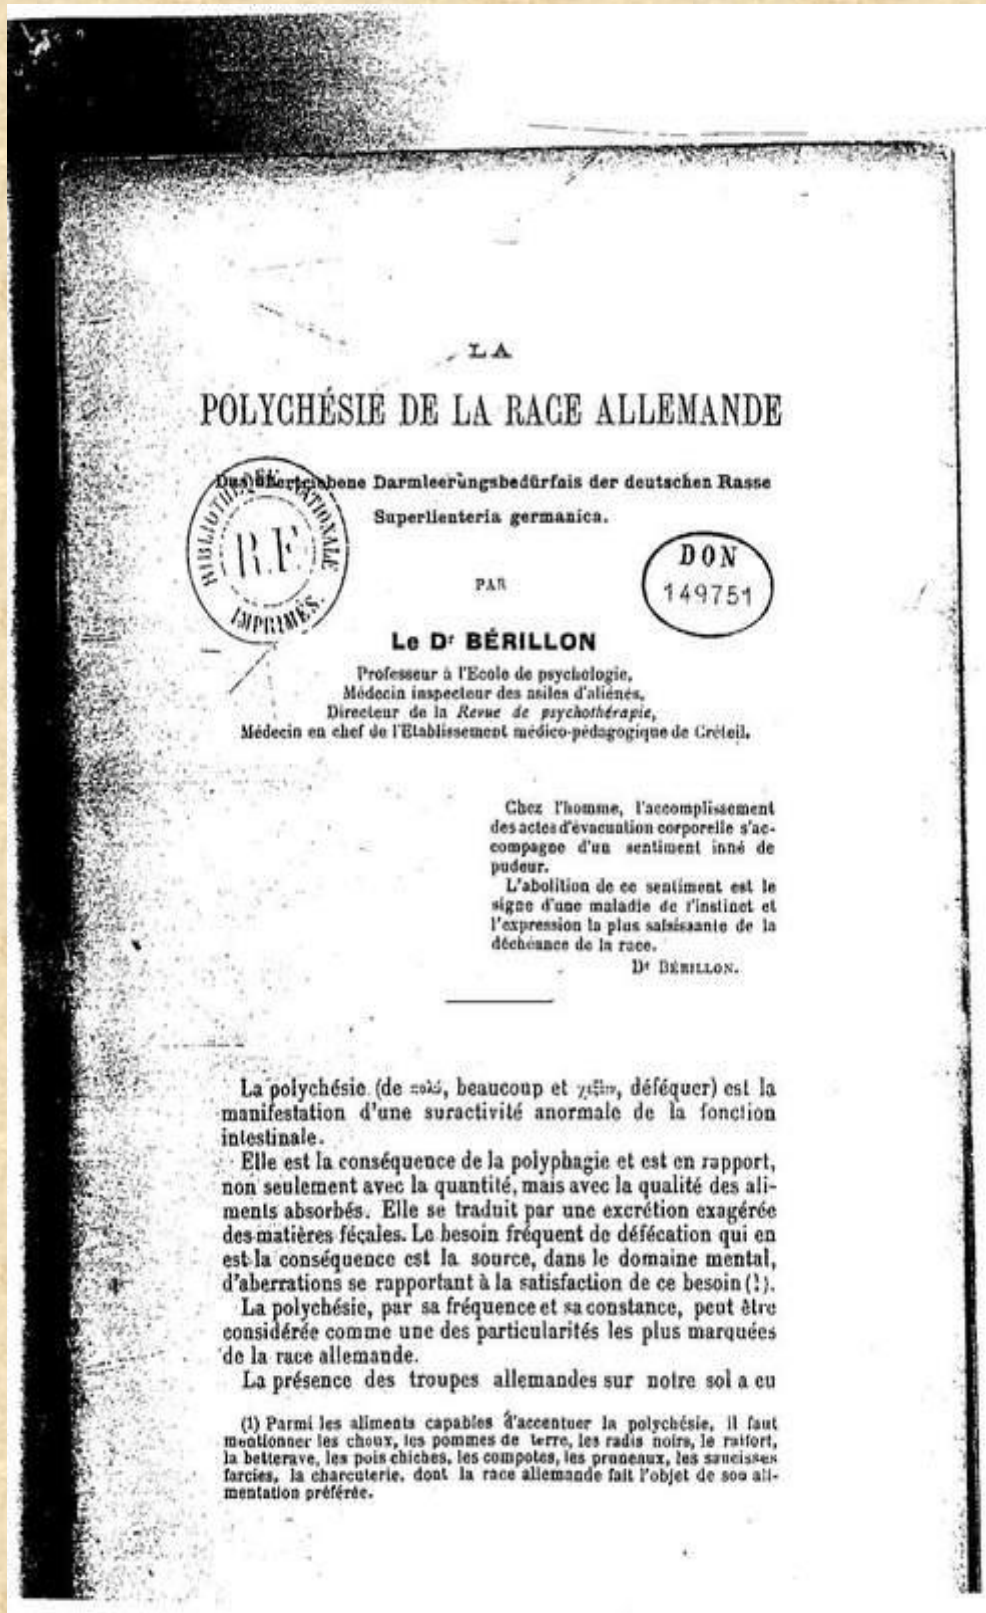 LA
POLYCHÉSIE DE LA RACE ALLEMANDE
Das übertriebene Darmleerungsbedürfnis der deutschen Rasse
Superlienteria germanica.
BIBLIOTHÈQUE NATIONALE
R.F
IMPRIMÉS.
DON
149751
PAR
Le Dr BÉRILLON
Professeur à l'Ecole de psychologie,
Médecin inspecteur des asiles d'aliénés,
Directeur de la Revue de psychothérapie,
Médecin en chef de l'Etablissement médico-pédagogique de Créteil.
Chez l'homme, l'accomplissement
des actes d'évacuation corporelle s'ac-
compagne d'un sentiment inné de
pudeur.
L'abolition de ce sentiment est le
signe d'une maladie de l'instinct et
l'expression la plus saisissante de la
déchéance de la race.
Dr BÉRILLON.
La polychésie (de beaucoup et déféquer) est la
manifestation d'une suractivité anormale de la fonction
intestinale.
Elle est la conséquence de la polyphagie et est en rapport,
non seulement avec la quantité, mais avec la qualité des ali-
ments absorbés. Elle se traduit par une excrétion exagérée
des matières fécales. Le besoin fréquent de défécation qui en
est la conséquence est la source, dans le domaine mental,
d'aberrations se rapportant à la satisfaction de ce besoin (1).
La polychésie, par sa fréquence et sa constance, peut être
considérée comme une des particularités les plus marquées
de la race allemande.
La présence des troupes allemandes sur notre sol a eu
(1) Parmi les aliments capables d'accentuer la polychésie, il faut
mentionner les choux, les pommes de terre, les radis noirs, le raifort,
la betterave, les pois chiches, les compotes, les pruneaux, les saucisses
farcies, la charcuterie, dont la race allemande fait l'objet de son ali-
mentation préférée.